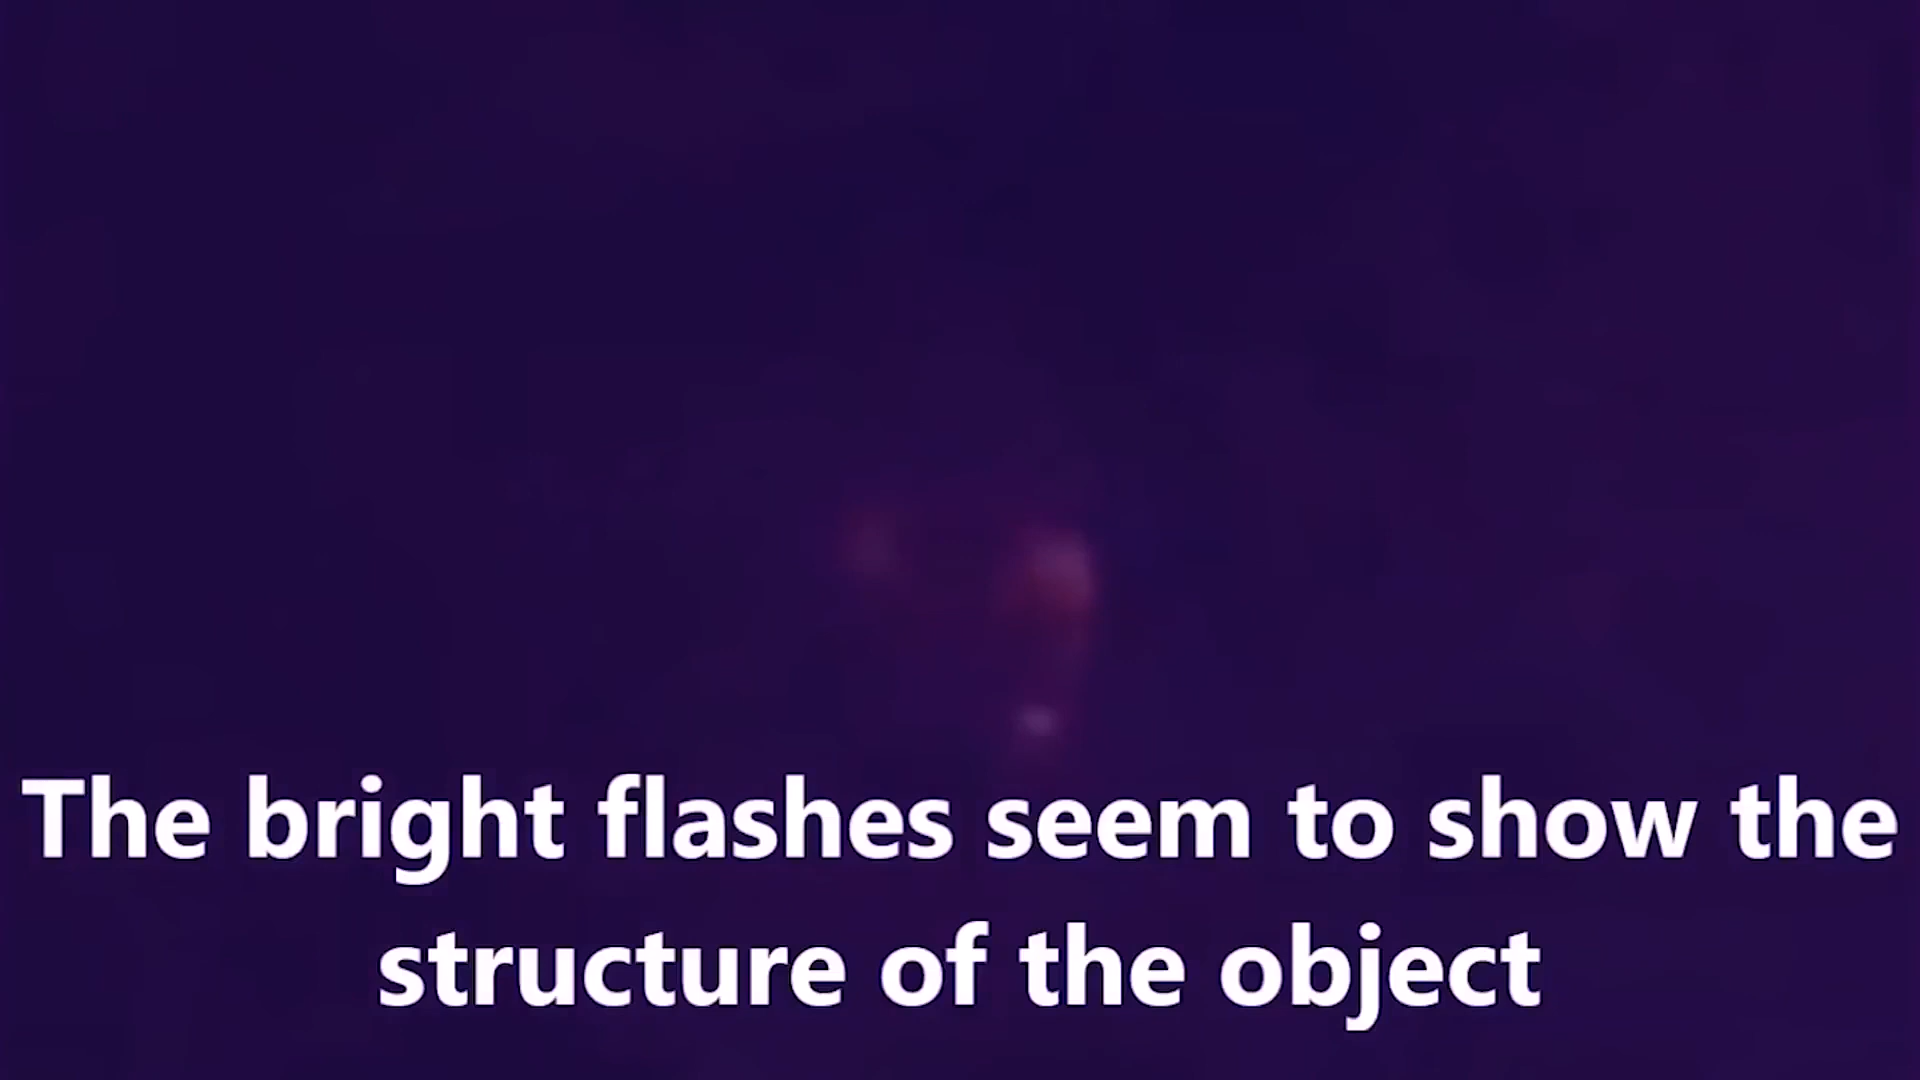 The bright flashes seem to show the
structure of the object